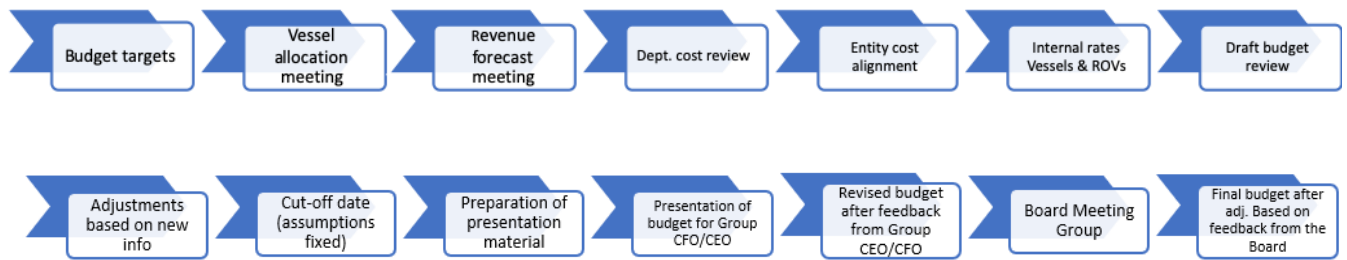 Budget targets
Vessel
allocation
meeting
Revenue
forecast
meeting
Dept. cost review
Entity cost
alignment
Internal rates
Vessels & ROVs
Draft budget
review
Adjustments
based on new
info
Cut-off date
(assumptions
fixed)
Preparation of
presentation
material
Presentation of
budget for Group
CFO/CEO
Revised budget
after feedback
from Group
CEO/CFO
Board Meeting
Group
Final budget after
adj. Based on
feedback from the
Board